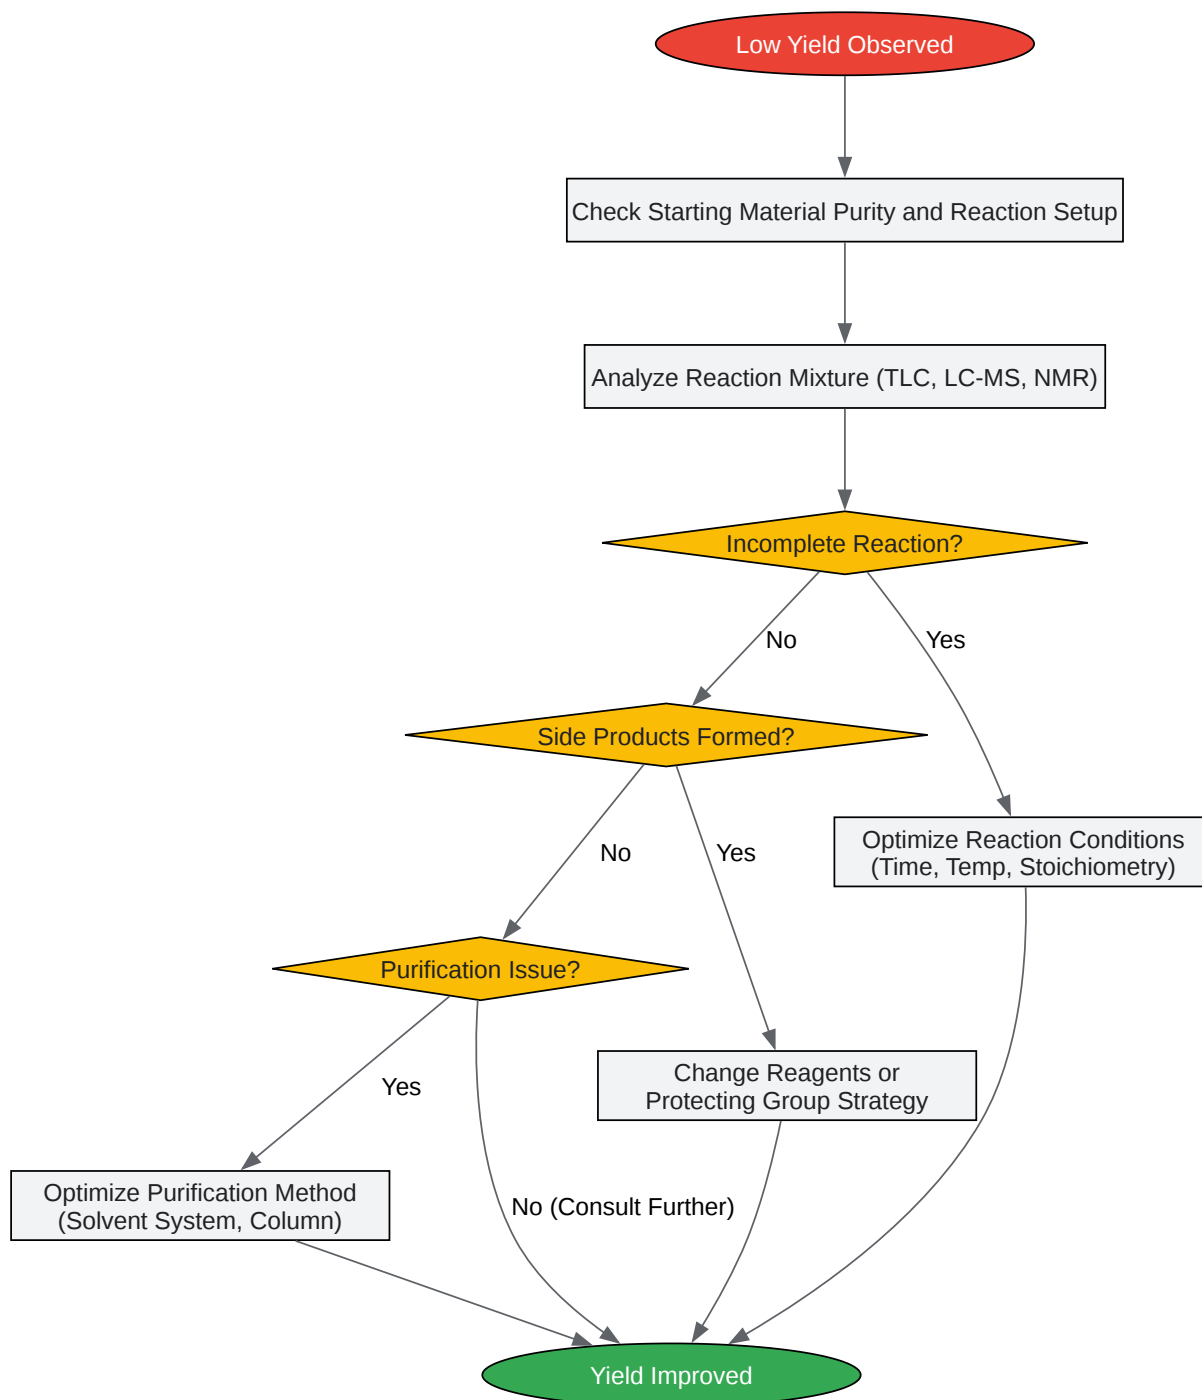 Low Yield Observed
Check Starting Material Purity and Reaction Setup
Analyze Reaction Mixture (TLC, LC-MS, NMR)
Incomplete Reaction?
No
Yes
Side Products Formed?
No
Yes
Optimize Reaction Conditions
(Time, Temp, Stoichiometry)
Purification Issue?
Yes
Change Reagents or
Protecting Group Strategy
Optimize Purification Method
(Solvent System, Column)
No (Consult Further)
Yield Improved